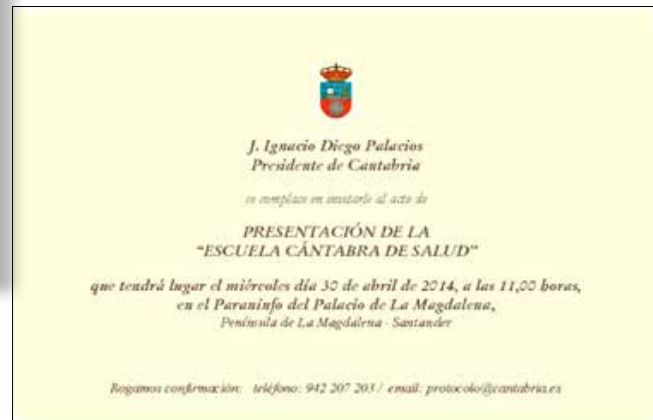 J. Ignacio Diego Palacios
Presidente de Cantabria
se complace en invitarle al acto de
PRESENTACIÓN DE LA
“ESCUELA CÁNTABRA DE SALUD”
que tendrá lugar el miércoles día 30 de abril de 2014, a las 11,00 horas,
en el Paraninfo del Palacio de La Magdalena,
Península de La Magdalena - Santander
Rogamos confirmación: teléfono: 942 207 203 / email: protocolo@cantabria.es